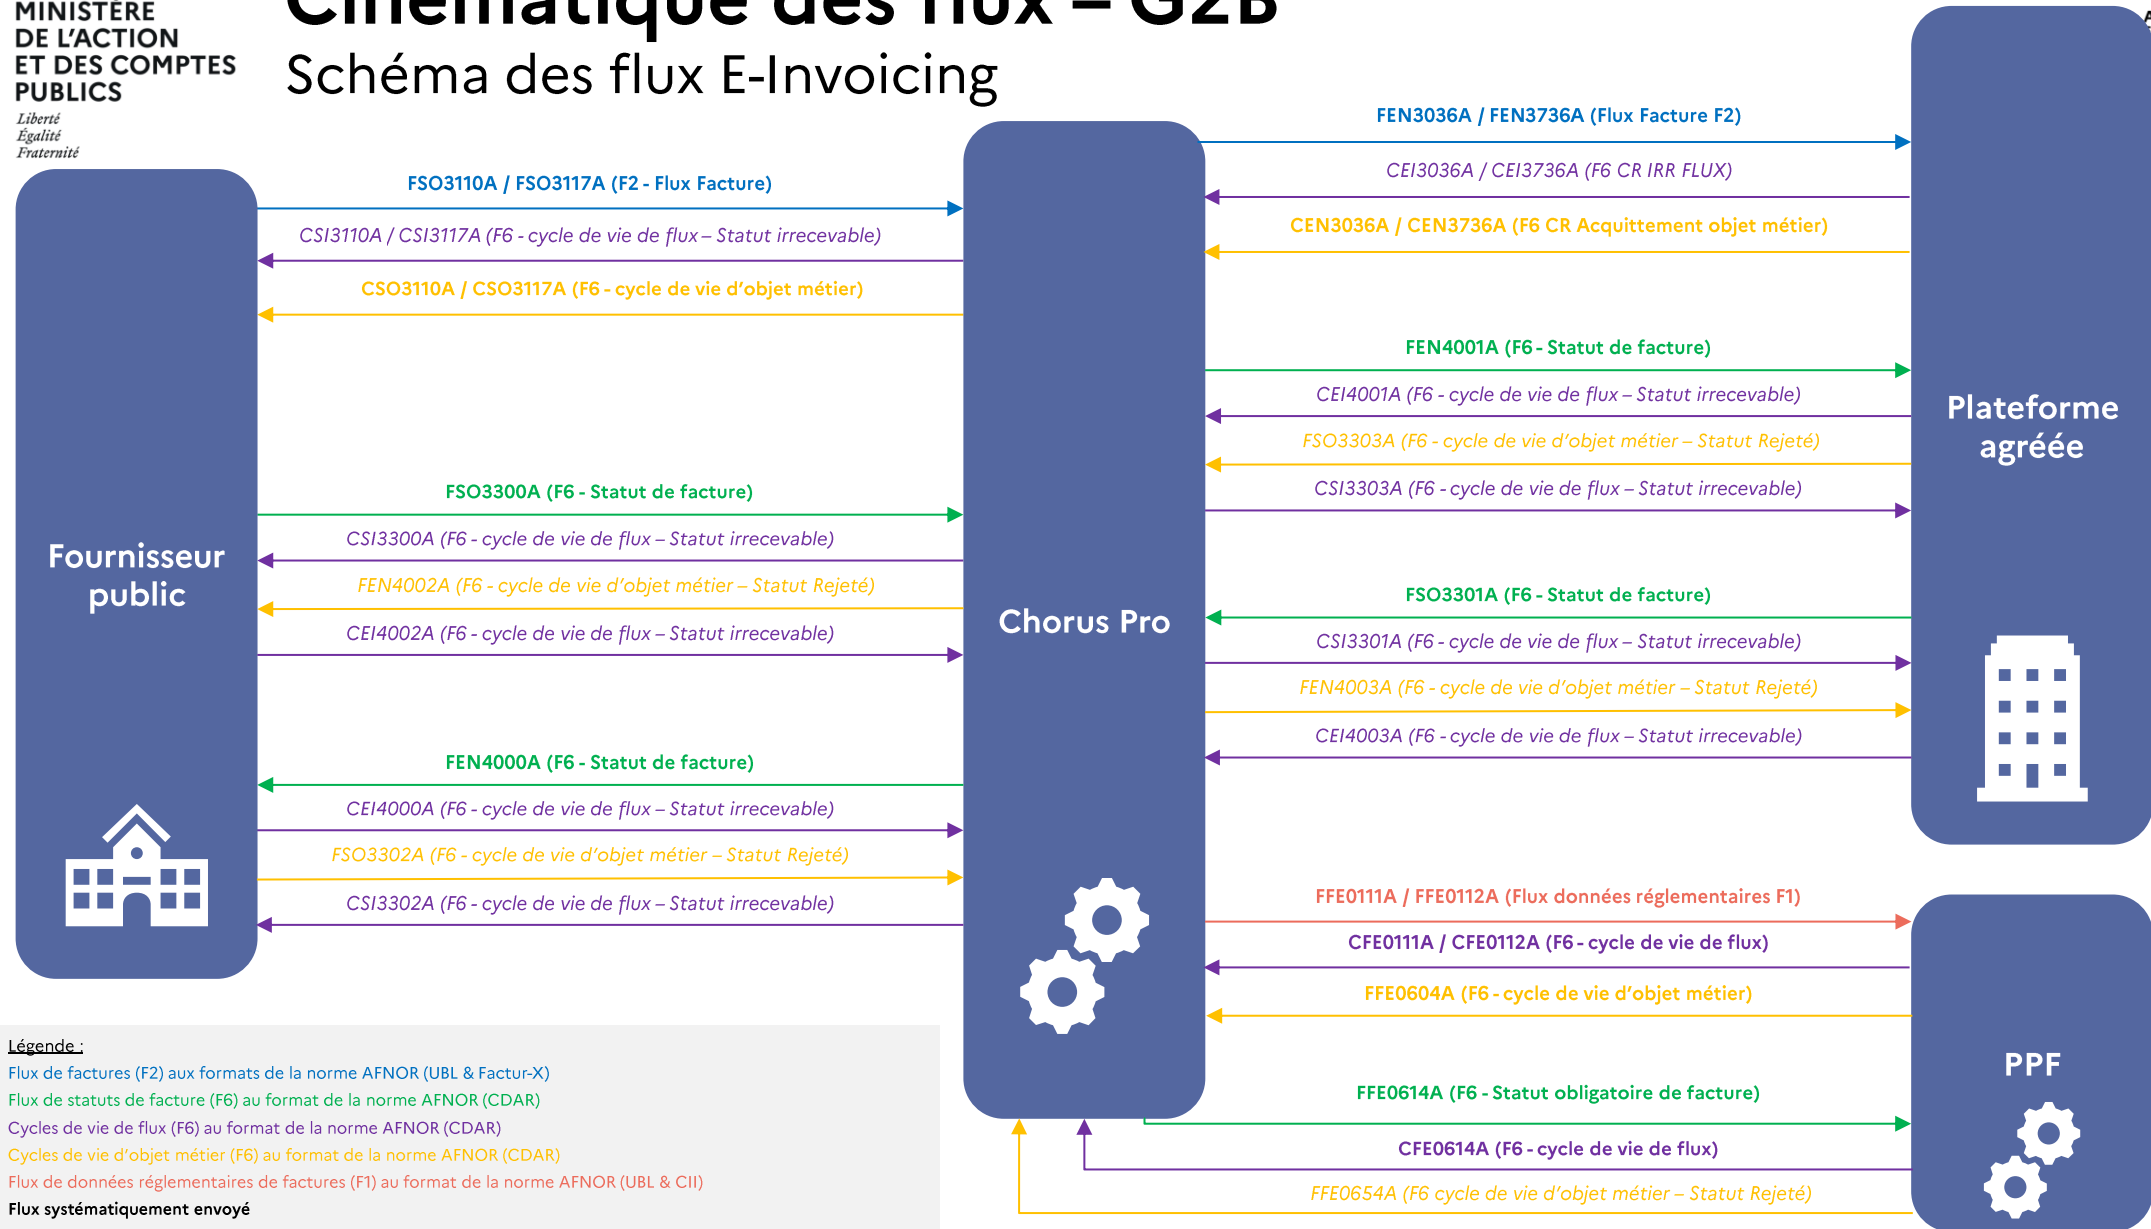 MINISTÈRE
DE L'ACTION
ET DES COMPTES
PUBLICS
Liberté
Égalité
Fraternité
Cinématique des flux – G2B
Schéma des flux E-Invoicing
Fournisseur
public
FSO3110A / FSO3117A (F2 - Flux Facture)
CSI3110A / CSI3117A (F6 - cycle de vie de flux – Statut irrecevable)
CSO3110A / CSO3117A (F6 - cycle de vie d'objet métier)
FSO3300A (F6 - Statut de facture)
CSI3300A (F6 - cycle de vie de flux – Statut irrecevable)
FEN4002A (F6 - cycle de vie d'objet métier – Statut Rejeté)
CEI4002A (F6 - cycle de vie de flux – Statut irrecevable)
FEN4000A (F6 - Statut de facture)
CEI4000A (F6 - cycle de vie de flux – Statut irrecevable)
FSO3302A (F6 - cycle de vie d'objet métier – Statut Rejeté)
CSI3302A (F6 - cycle de vie de flux – Statut irrecevable)
Chorus Pro
FEN3036A / FEN3736A (Flux Facture F2)
CEI3036A / CEI3736A (F6 CR IRR FLUX)
CEN3036A / CEN3736A (F6 CR Acquittement objet métier)
FEN4001A (F6 - Statut de facture)
CEI4001A (F6 - cycle de vie de flux – Statut irrecevable)
FSO3303A (F6 - cycle de vie d'objet métier – Statut Rejeté)
CSI3303A (F6 - cycle de vie de flux – Statut irrecevable)
FSO3301A (F6 - Statut de facture)
CSI3301A (F6 - cycle de vie de flux – Statut irrecevable)
FEN4003A (F6 - cycle de vie d'objet métier – Statut Rejeté)
CEI4003A (F6 - cycle de vie de flux – Statut irrecevable)
Plateforme
agréée
FFE0111A / FFE0112A (Flux données réglementaires F1)
CFE0111A / CFE0112A (F6 - cycle de vie de flux)
FFE0604A (F6 - cycle de vie d'objet métier)
FFE0614A (F6 - Statut obligatoire de facture)
CFE0614A (F6 - cycle de vie de flux)
FFE0654A (F6 cycle de vie d'objet métier – Statut Rejeté)
PPF
Légende :
Flux de factures (F2) aux formats de la norme AFNOR (UBL & Factur-X)
Flux de statuts de facture (F6) au format de la norme AFNOR (CDAR)
Cycles de vie de flux (F6) au format de la norme AFNOR (CDAR)
Cycles de vie d'objet métier (F6) au format de la norme AFNOR (CDAR)
Flux de données réglementaires de factures (F1) au format de la norme AFNOR (UBL & CII)
Flux systématiquement envoyé